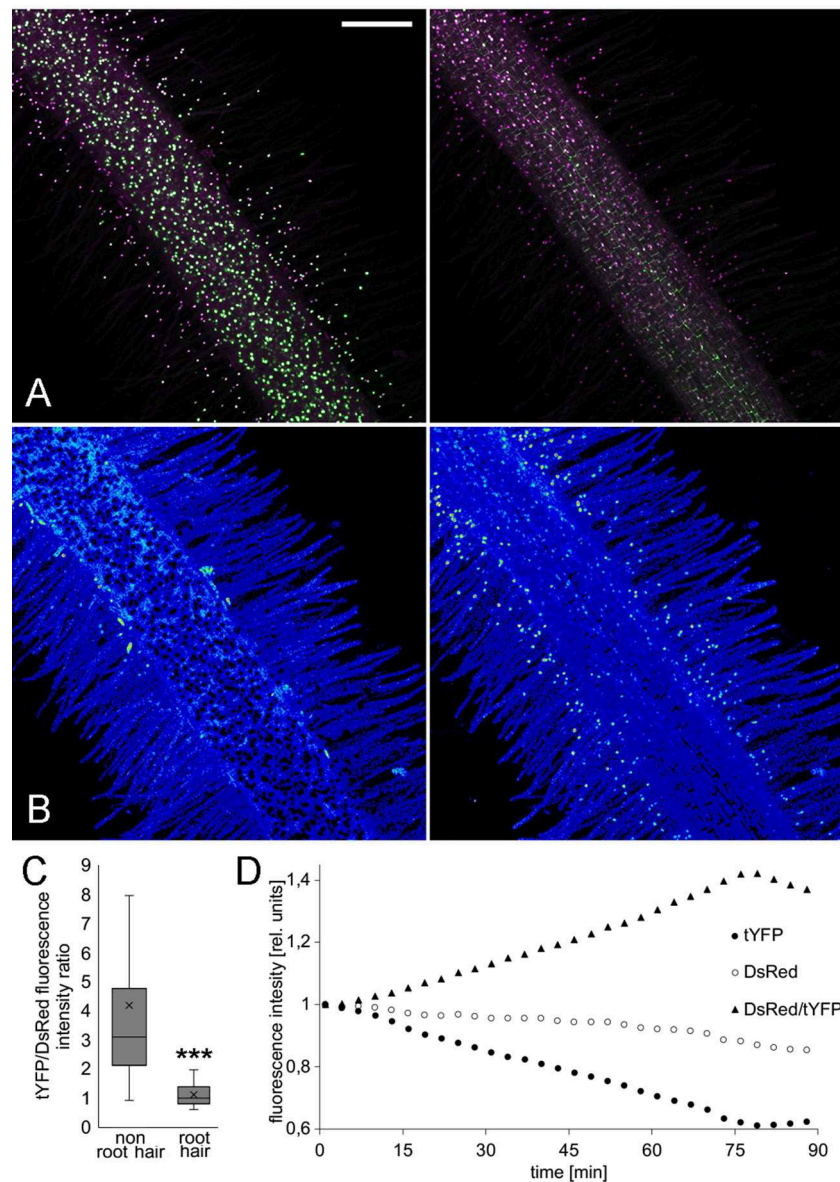 A
B
C
tYFP/DsRed fluorescence
intensity ratio
9
8
7
6
5
4
3
2
1
0
***
non
root hair
root
hair
D
fluorescence intesity [rel. units]
1,4
1,2
1
0,8
0,6
tYFP
DsRed
DsRed/tYFP
0
15
30
45
60
75
90
time [min]